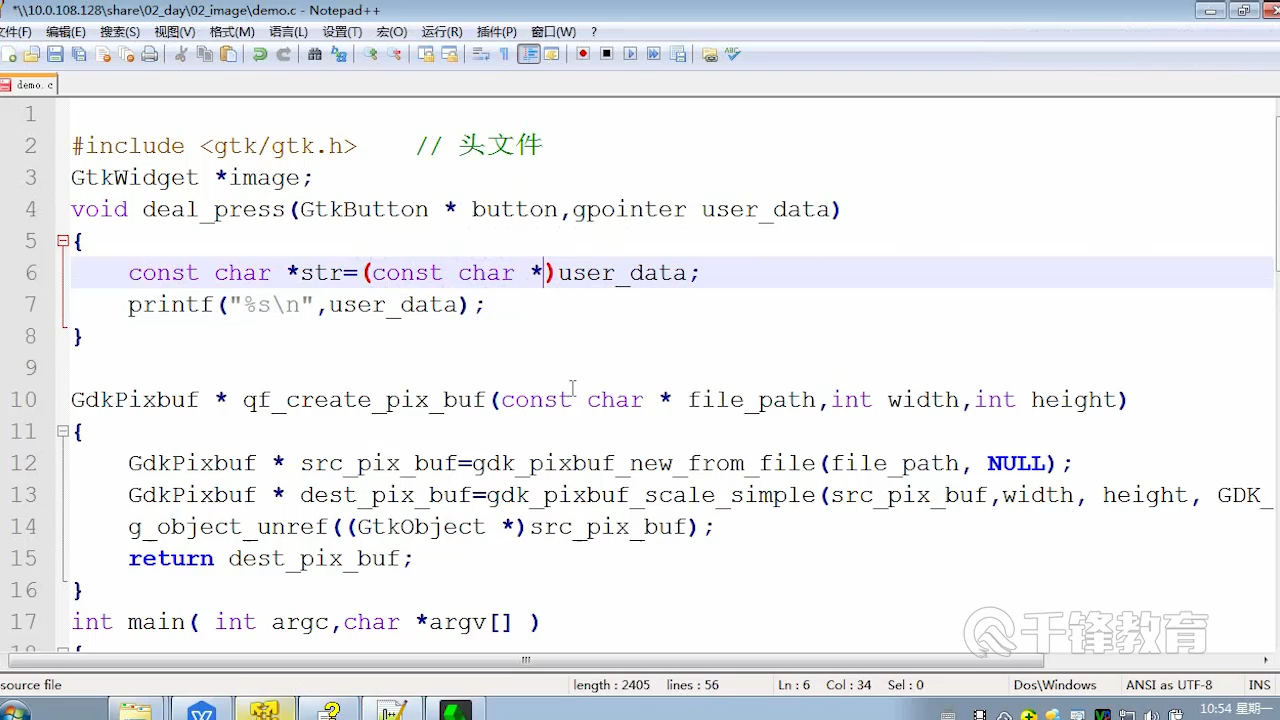 *\\10.0.108.128\share\02_day\02_image\demo.c - Notepad++
文件(F) 编辑(E) 搜索(S) 视图(V) 格式(M) 语言(L) 设置(T) 宏(O) 运行(R) 插件(P) 窗口(W) ?
demo.c
1
2 #include <gtk/gtk.h> // 头文件
3 GtkWidget *image;
4 void deal_press(GtkButton * button,gpointer user_data)
5 {
6 const char *str=(const char *)user_data;
7 printf("%s\n",user_data);
8 }
9
10 GdkPixbuf * qf_create_pix_buf(const char * file_path,int width,int height)
11 {
12 GdkPixbuf * src_pix_buf=gdk_pixbuf_new_from_file(file_path, NULL);
13 GdkPixbuf * dest_pix_buf=gdk_pixbuf_scale_simple(src_pix_buf,width, height, GDK_
14 g_object_unref((GtkObject *)src_pix_buf);
15 return dest_pix_buf;
16 }
17 int main( int argc,char *argv[] )
18 {
千锋教育
source file length : 2405 lines : 56 Ln : 6 Col : 34 Sel : 0 Dos\Windows ANSI as UTF-8 INS
10:54 星期一